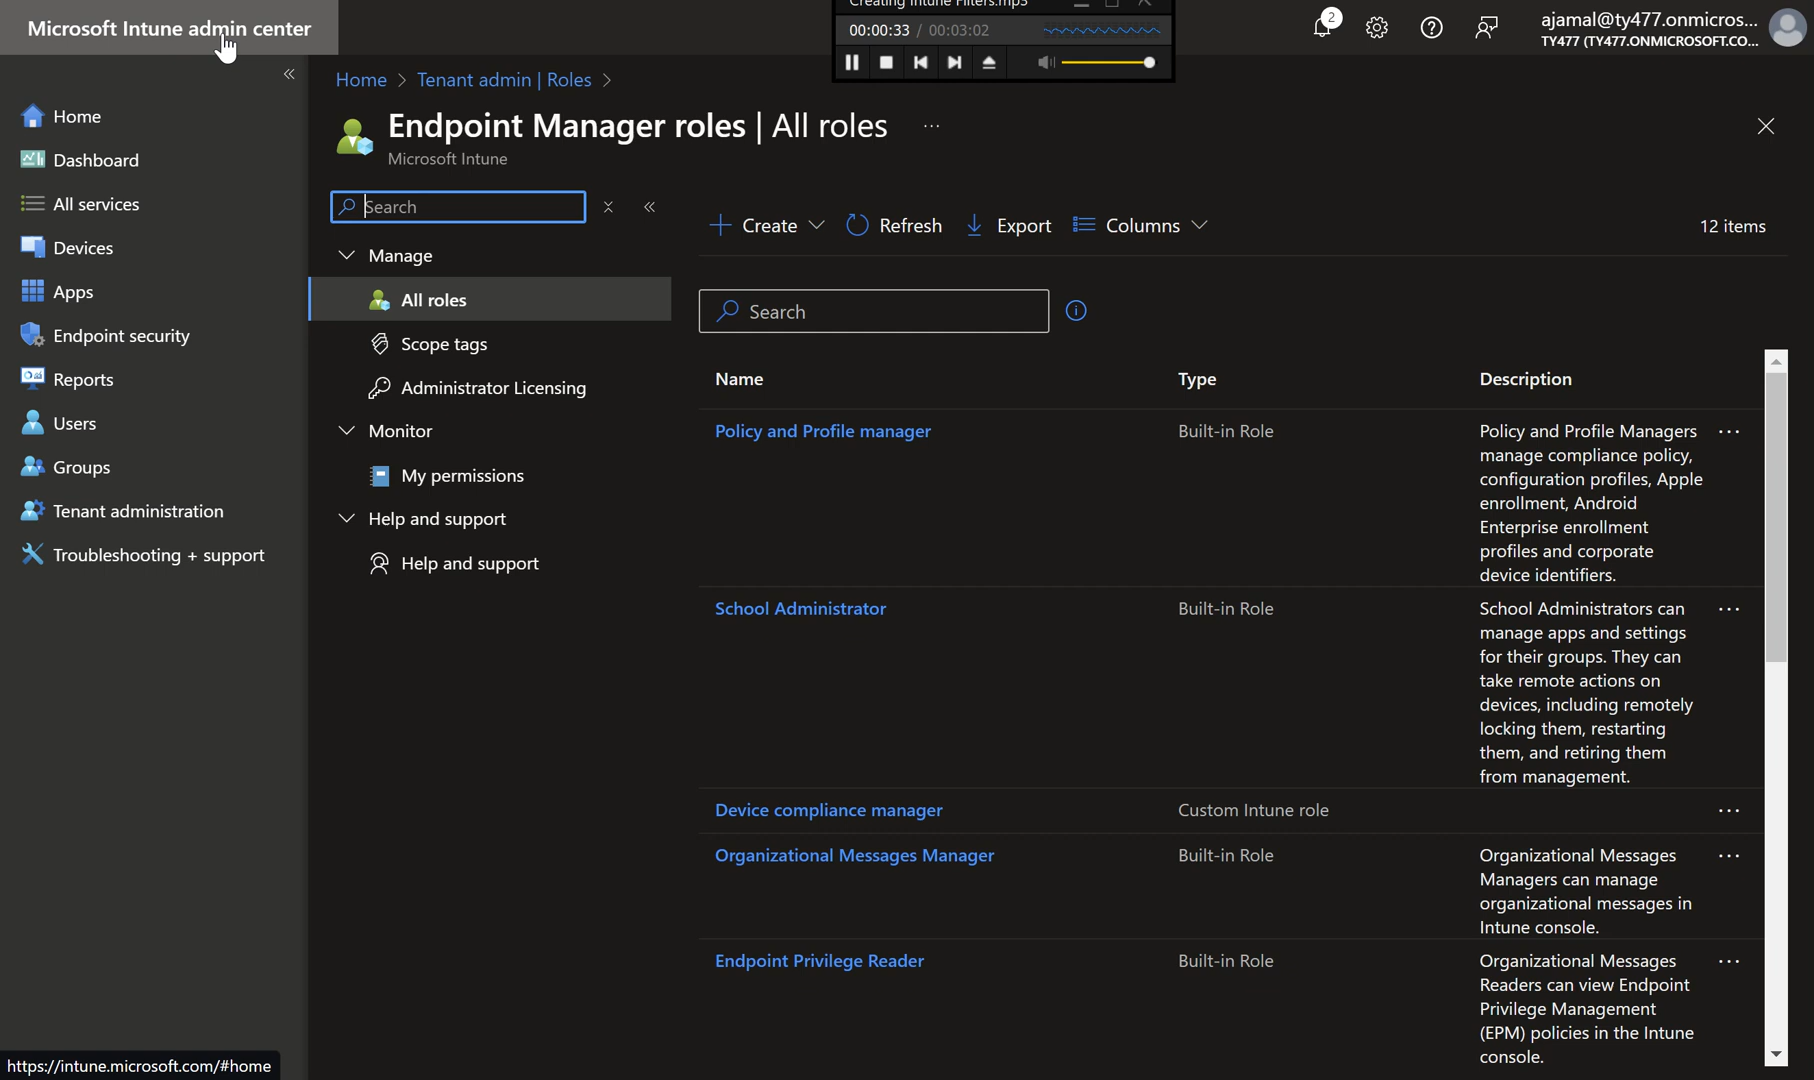 Microsoft Intune admin center
Creating Intune Filters.mp3
00:00:33 / 00:03:02
2
ajamal@ty477.onmicros...
TY477 (TY477.ONMICROSOFT.CO...
Home
Dashboard
All services
Devices
Apps
Endpoint security
Reports
Users
Groups
Tenant administration
Troubleshooting + support
Home > Tenant admin | Roles >
Endpoint Manager roles | All roles ...
Microsoft Intune
Search
Manage
All roles
Scope tags
Administrator Licensing
Monitor
My permissions
Help and support
Help and support
Create
Refresh
Export
Columns
12 items
Search
Name Type Description
Policy and Profile manager
Built-in Role
Policy and Profile Managers
manage compliance policy,
configuration profiles, Apple
enrollment, Android
Enterprise enrollment
profiles and corporate
device identifiers.
School Administrator
Built-in Role
School Administrators can
manage apps and settings
for their groups. They can
take remote actions on
devices, including remotely
locking them, restarting
them, and retiring them
from management.
Device compliance manager
Custom Intune role
Organizational Messages Manager
Built-in Role
Organizational Messages
Managers can manage
organizational messages in
Intune console.
Endpoint Privilege Reader
Built-in Role
Organizational Messages
Readers can view Endpoint
Privilege Management
(EPM) policies in the Intune
console.
https://intune.microsoft.com/#home